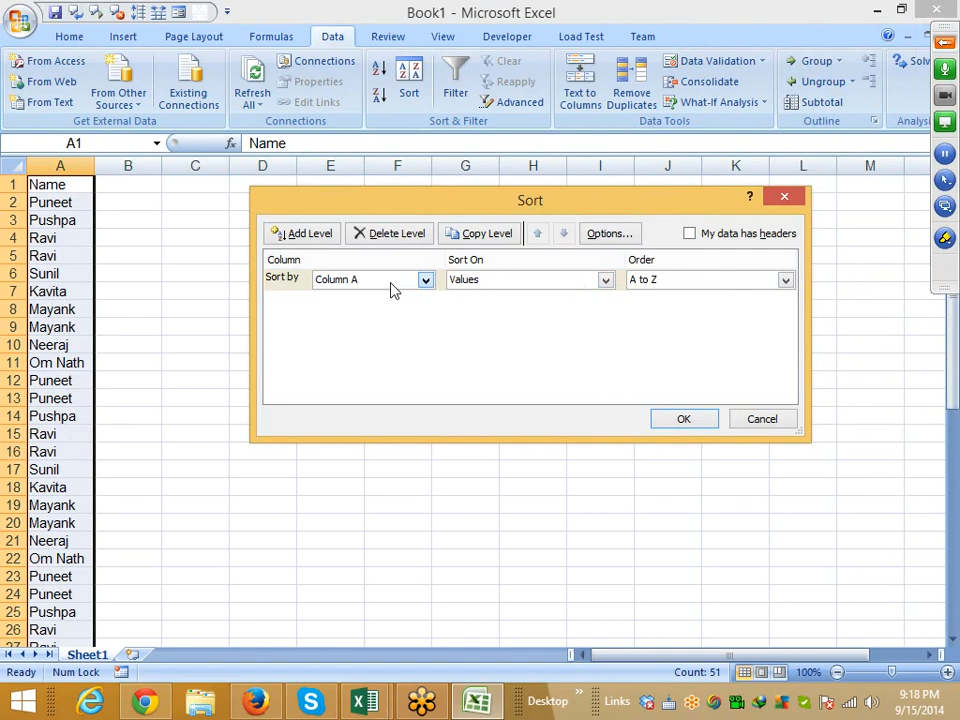 Book1 - Microsoft Excel
Home Insert Page Layout Formulas Data Review View Developer Load Test Team
From Access
From Web
From Text
From Other Sources
Existing Connections
Get External Data
Refresh All
Connections
Properties
Edit Links
Connections
Sort
Filter
Clear
Reapply
Advanced
Sort & Filter
Text to Columns
Remove Duplicates
Data Validation
Consolidate
What-If Analysis
Data Tools
Group
Ungroup
Subtotal
Outline
Solv
Analys
A1 fx Name
A B C D E F G H I J K L M
1 Name
2 Puneet
3 Pushpa
4 Ravi
5 Ravi
6 Sunil
7 Kavita
8 Mayank
9 Mayank
10 Neeraj
11 Om Nath
12 Puneet
13 Puneet
14 Pushpa
15 Ravi
16 Ravi
17 Sunil
18 Kavita
19 Mayank
20 Mayank
21 Neeraj
22 Om Nath
23 Puneet
24 Puneet
25 Pushpa
26 Ravi
27 Ravi
Sort
?
Add Level Delete Level Copy Level Options... My data has headers
Column Sort On Order
Sort by Column A Values A to Z
OK Cancel
Sheet1
Ready Num Lock Count: 51 100%
Desktop » Links 9:18 PM
9/15/2014